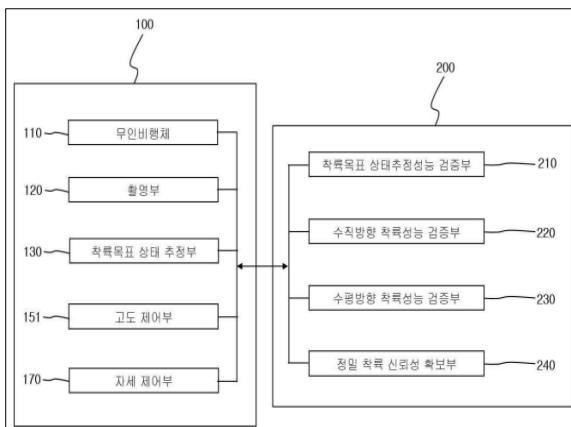 100
200
110
무인비행체
120
촬영부
130
착륙목표 상태 추정부
151
고도 제어부
170
자세 제어부
착륙목표 상태추정성능 검증부
210
수직방향 착륙성능 검증부
220
수평방향 착륙성능 검증부
230
정밀 착륙 신뢰성 확보부
240